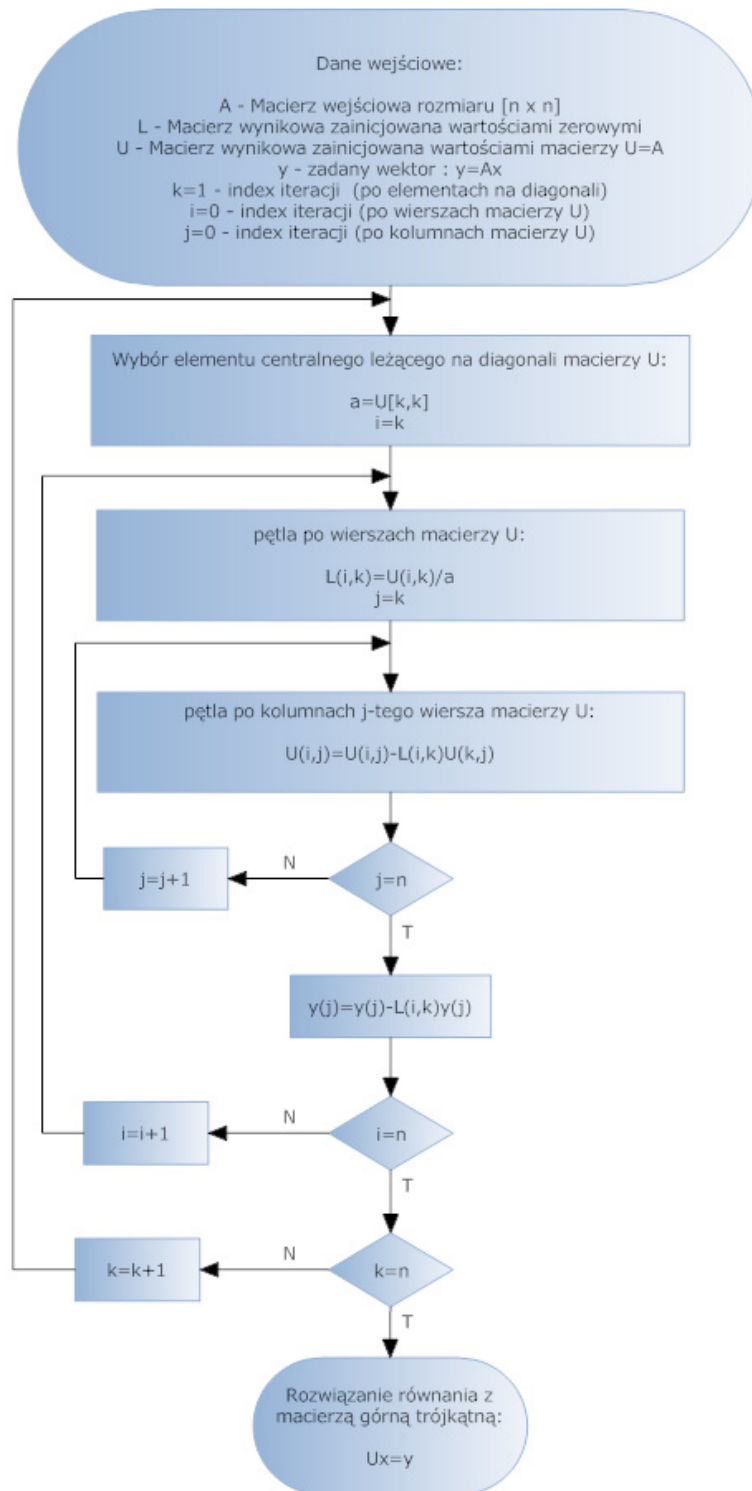 Dane wejściowe:
A - Macierz wejściowa rozmiaru [n x n]
L - Macierz wynikowa zainicjowana wartościami zerowymi
U - Macierz wynikowa zainicjowana wartościami macierzy U=A
y - zadany wektor : y=Ax
k=1 - index iteracji  (po elementach na diagonali)
i=0 - index iteracji (po wierszach macierzy U)
j=0 - index iteracji (po kolumnach macierzy U)
Wybór elementu centralnego leżącego na diagonali macierzy U:
a=U[k,k]
i=k
pętla po wierszach macierzy U:
L(i,k)=U(i,k)/a
j=k
pętla po kolumnach j-tego wiersza macierzy U:
U(i,j)=U(i,j)-L(i,k)U(k,j)
j=j+1
N
j=n
T
y(j)=y(j)-L(i,k)y(j)
i=i+1
N
i=n
T
k=k+1
N
k=n
T
Rozwiązanie równania z
macierzą górną trójkątną:
Ux=y